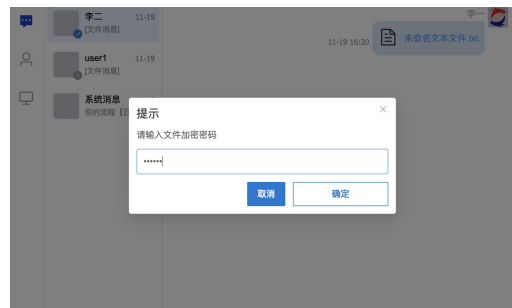 李二 11-19
[文件消息]
user1 11-19
[文件消息]
系统消息
你的流程【日
李一
11-19 16:20 末命名文本文件.txt
提示
请输入文件加密密码
••••••
取消 确定